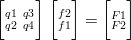 [q1 q3] [f2] = [F1]
[q2 q4] [f1]   [F2]